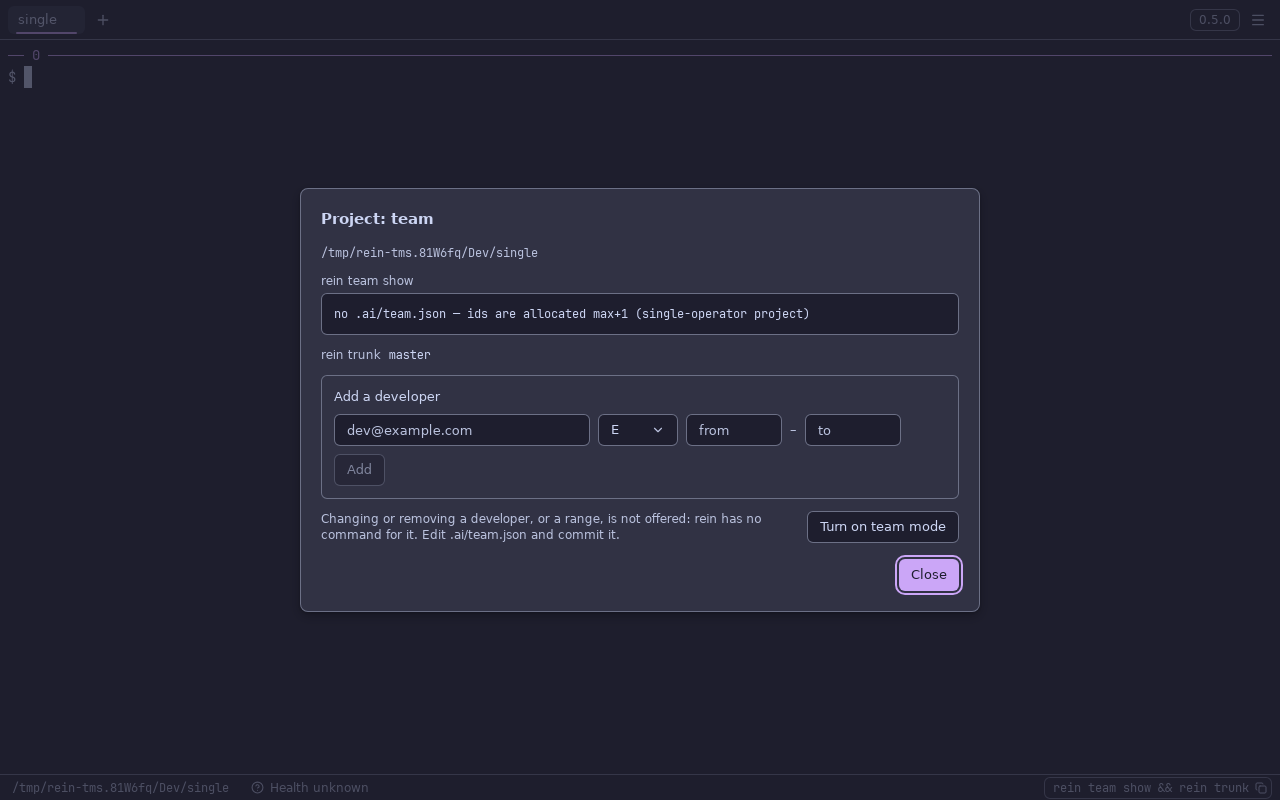 single
+
0.5.0
0
$
Project: team
/tmp/rein-tms.81W6fq/Dev/single
rein team show
no .ai/team.json — ids are allocated max+1 (single-operator project)
rein trunk master
Add a developer
dev@example.com E from – to
Add
Changing or removing a developer, or a range, is not offered: rein has no
command for it. Edit .ai/team.json and commit it.
Turn on team mode
Close
/tmp/rein-tms.81W6fq/Dev/single
Health unknown
rein team show && rein trunk